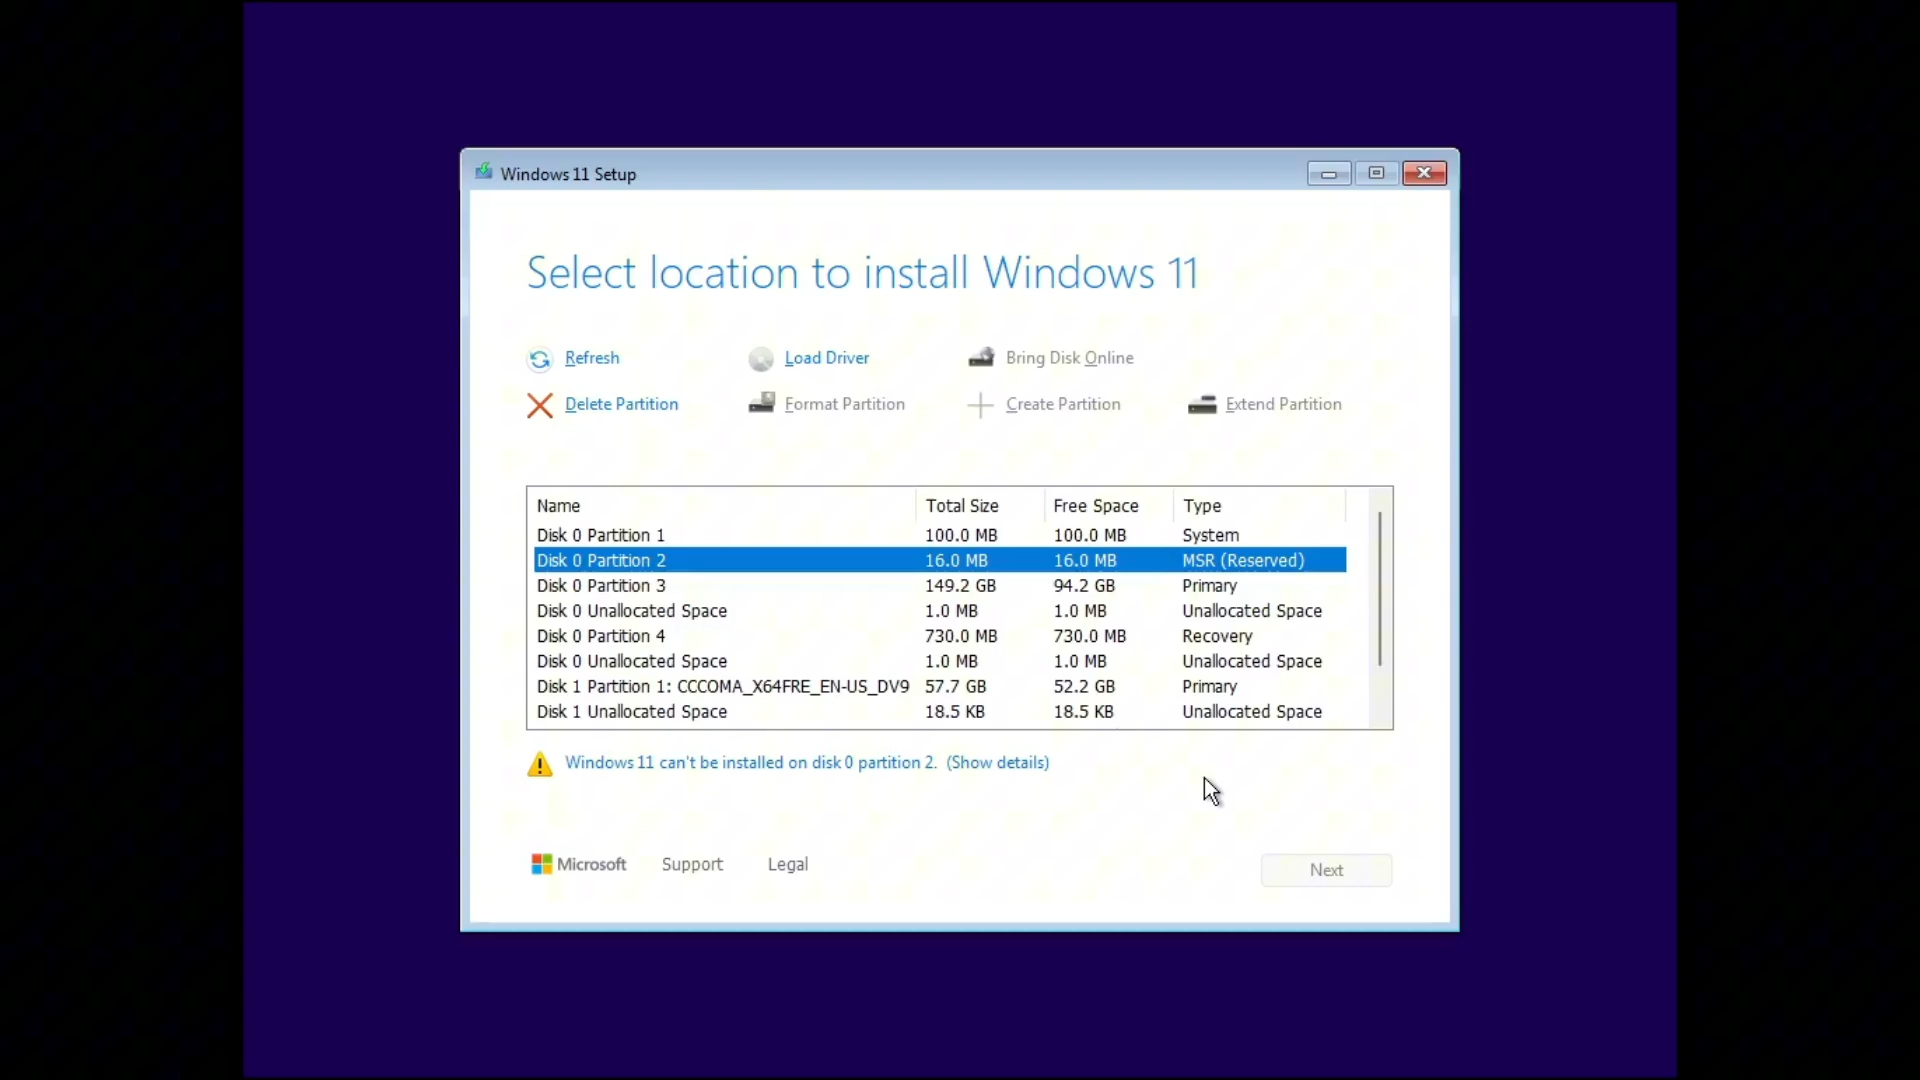 Windows 11 Setup
Select location to install Windows 11
Refresh Load Driver Bring Disk Online
Delete Partition Format Partition Create Partition Extend Partition
Name Total Size Free Space Type
Disk 0 Partition 1 100.0 MB 100.0 MB System
Disk 0 Partition 2 16.0 MB 16.0 MB MSR (Reserved)
Disk 0 Partition 3 149.2 GB 94.2 GB Primary
Disk 0 Unallocated Space 1.0 MB 1.0 MB Unallocated Space
Disk 0 Partition 4 730.0 MB 730.0 MB Recovery
Disk 0 Unallocated Space 1.0 MB 1.0 MB Unallocated Space
Disk 1 Partition 1: CCCOMA_X64FRE_EN-US_DV9 57.7 GB 52.2 GB Primary
Disk 1 Unallocated Space 18.5 KB 18.5 KB Unallocated Space
Windows 11 can't be installed on disk 0 partition 2. (Show details)
Microsoft Support Legal Next